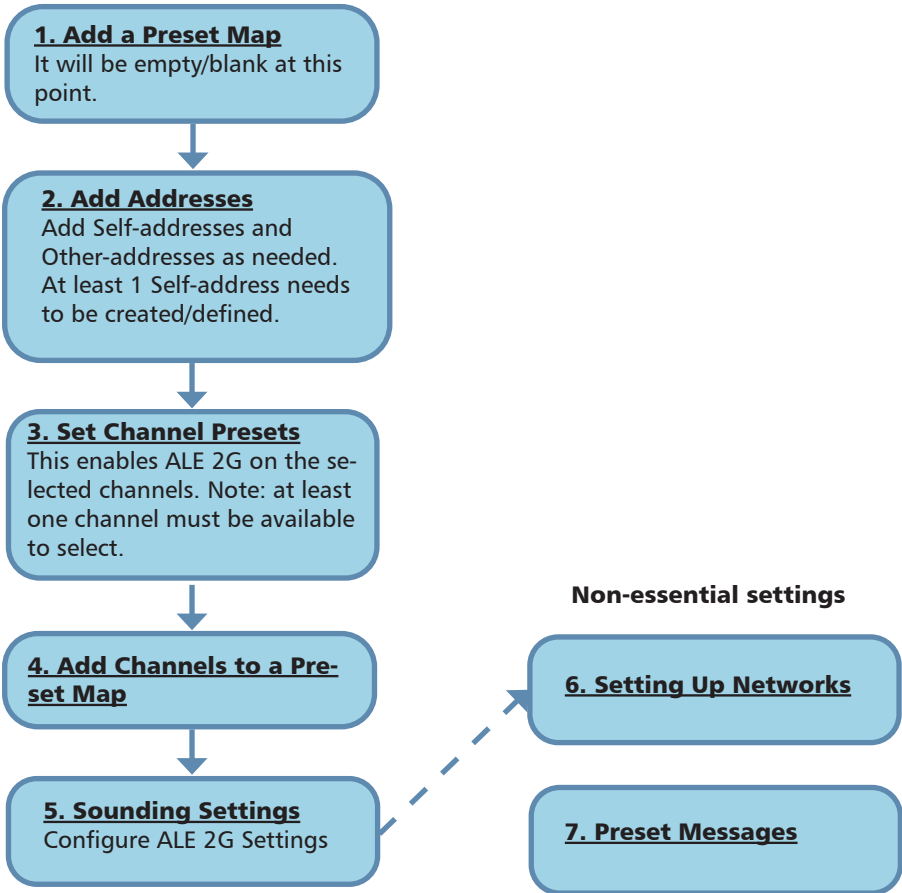 1. Add a Preset Map
It will be empty/blank at this
point.
2. Add Addresses
Add Self-addresses and
Other-addresses as needed.
At least 1 Self-address needs
to be created/defined.
3. Set Channel Presets
This enables ALE 2G on the se-
lected channels. Note: at least
one channel must be available
to select.
4. Add Channels to a Pre-
set Map
5. Sounding Settings
Configure ALE 2G Settings
Non-essential settings
6. Setting Up Networks
7. Preset Messages